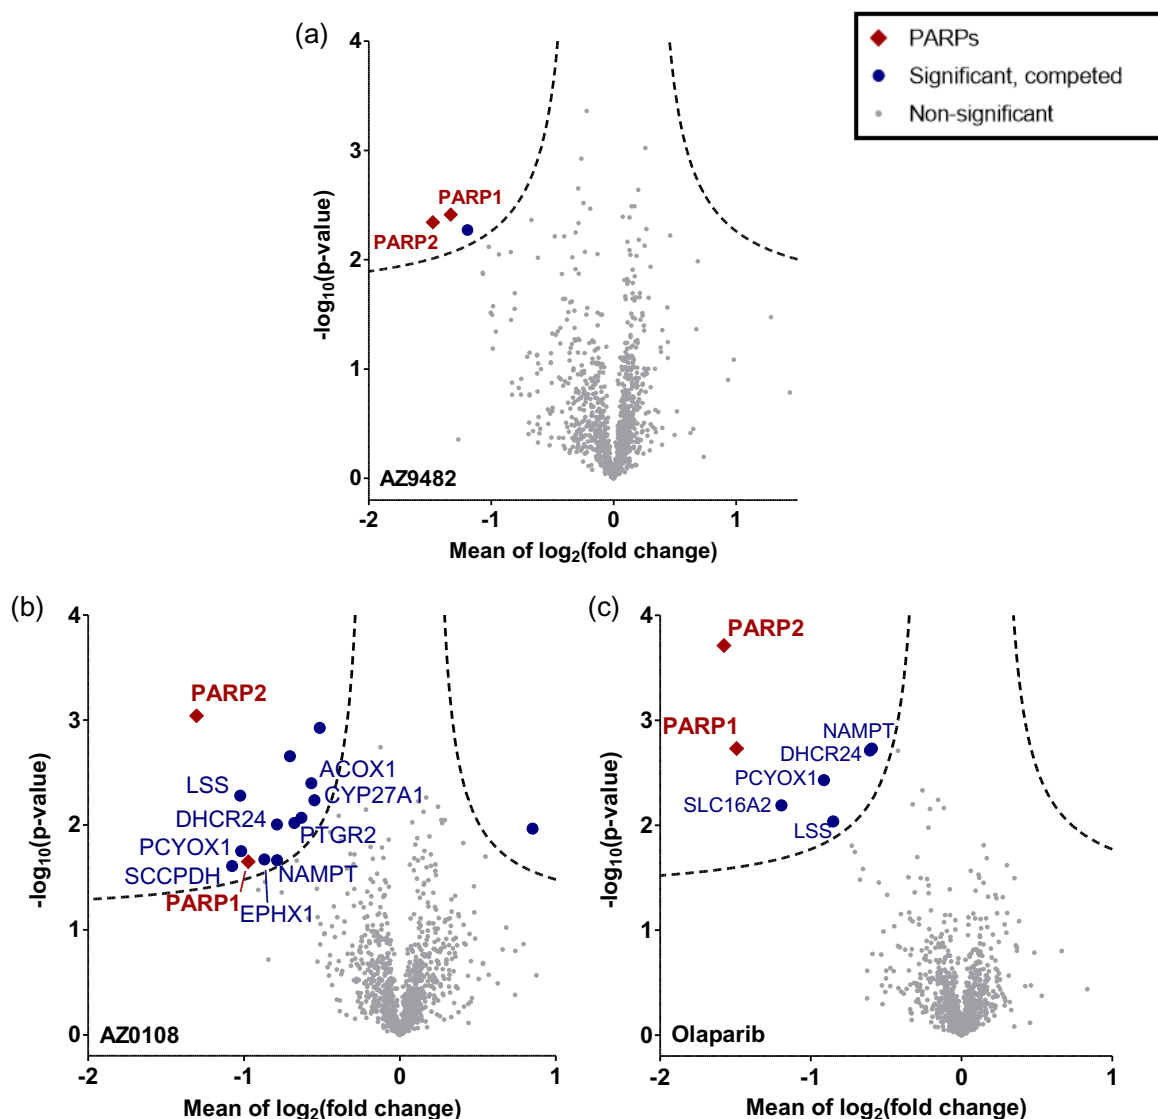 (a)
PARPs
Significant, competed
Non-significant
4
3
2
1
0
-log10(p-value)
PARP1
PARP2
AZ9482
-2
-1
0
1
Mean of log2(fold change)
(b)
4
3
2
1
0
-log10(p-value)
PARP2
ACOX1
LSS
CYP27A1
DHCR24
PTGR2
PCYOX1
SCCPDH
NAMPT
PARP1
EPHX1
AZ0108
-2
-1
0
1
Mean of log2(fold change)
(c)
4
3
2
1
0
-log10(p-value)
PARP2
PARP1
NAMPT
DHCR24
PCYOX1
SLC16A2
LSS
Olaparib
-2
-1
0
1
Mean of log2(fold change)